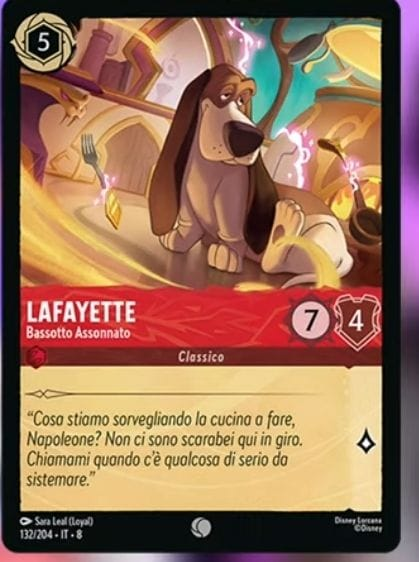 5
LAFAYETTE
Bassotto Assonnato
7
4
Classico
“Cosa stiamo sorvegliando la cucina a fare,
Napoleone? Non ci sono scarabei qui in giro.
Chiamami quando c’è qualcosa di serio da
sistemare.”
Sara Leal (Loyal)
132/204 • IT • 8
Disney Lorcana
©Disney